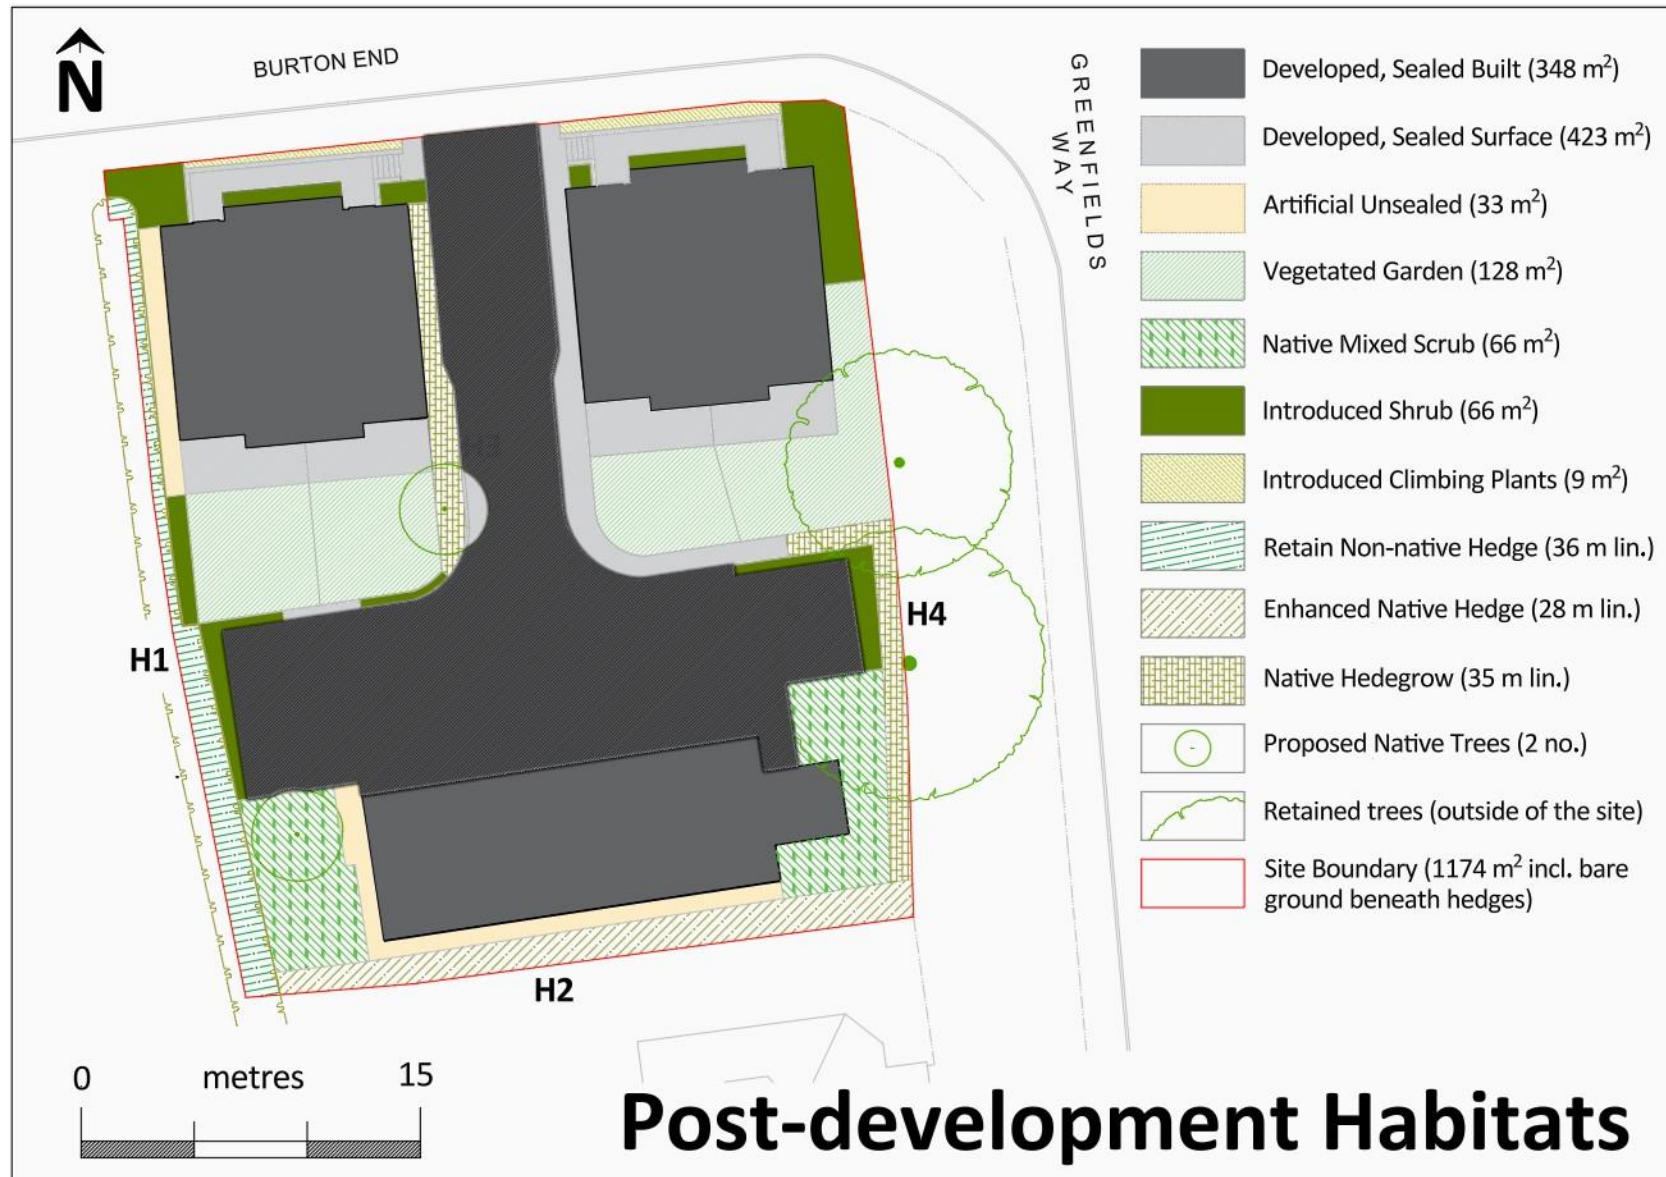 N
BURTON END
GREENFIELDS
WAY
EH
H1
H4
H2
Developed, Sealed Built (348 m²)
Developed, Sealed Surface (423 m²)
Artificial Unsealed (33 m²)
Vegetated Garden (128 m²)
Native Mixed Scrub (66 m²)
Introduced Shrub (66 m²)
Introduced Climbing Plants (9 m²)
Retain Non-native Hedge (36 m lin.)
Enhanced Native Hedge (28 m lin.)
Native Hedegrow (35 m lin.)
Proposed Native Trees (2 no.)
Retained trees (outside of the site)
Site Boundary (1174 m² incl. bare
ground beneath hedges)
0 metres 15
Post-development Habitats